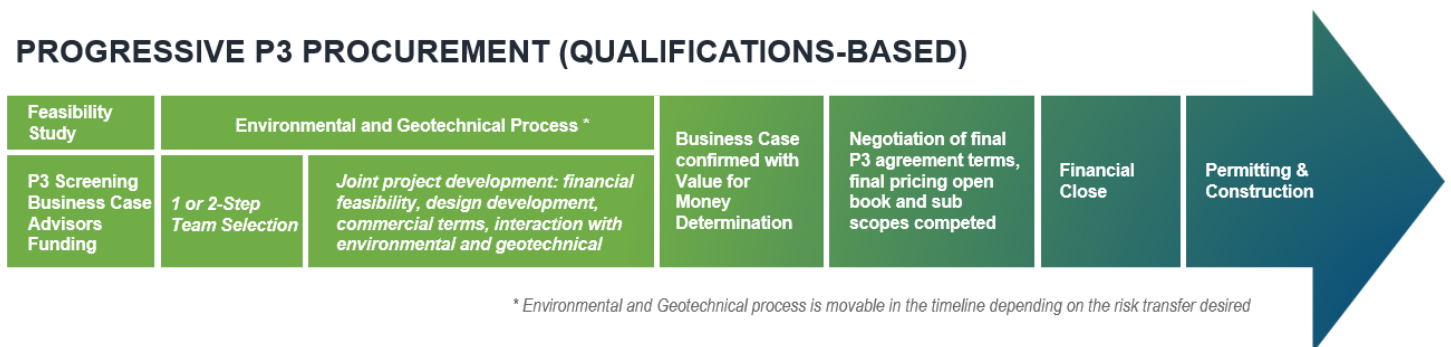 PROGRESSIVE P3 PROCUREMENT (QUALIFICATIONS-BASED)
Feasibility
Study
Environmental and Geotechnical Process *
P3 Screening
Business Case
Advisors
Funding
1 or 2-Step
Team Selection
Joint project development: financial
feasibility, design development,
commercial terms, interaction with
environmental and geotechnical
Business Case
confirmed with
Value for
Money
Determination
Negotiation of final
P3 agreement terms,
final pricing open
book and sub
scopes competed
Financial
Close
Permitting &
Construction
* Environmental and Geotechnical process is movable in the timeline depending on the risk transfer desired